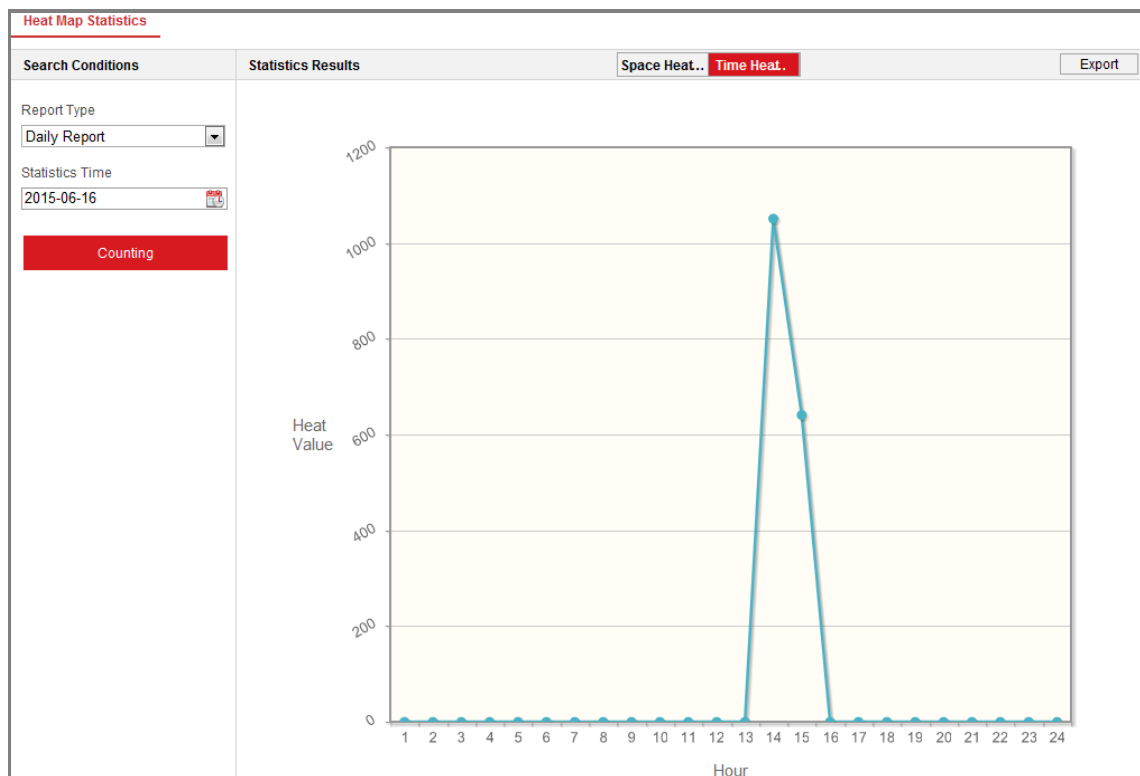 Heat Map Statistics
Search Conditions
Statistics Results
Space Heat...
Time Heat..
Export
Report Type
Daily Report
Statistics Time
2015-06-16
Counting
1200
1000
800
600
400
200
0
Heat
Value
1 2 3 4 5 6 7 8 9 10 11 12 13 14 15 16 17 18 19 20 21 22 23 24
Hour